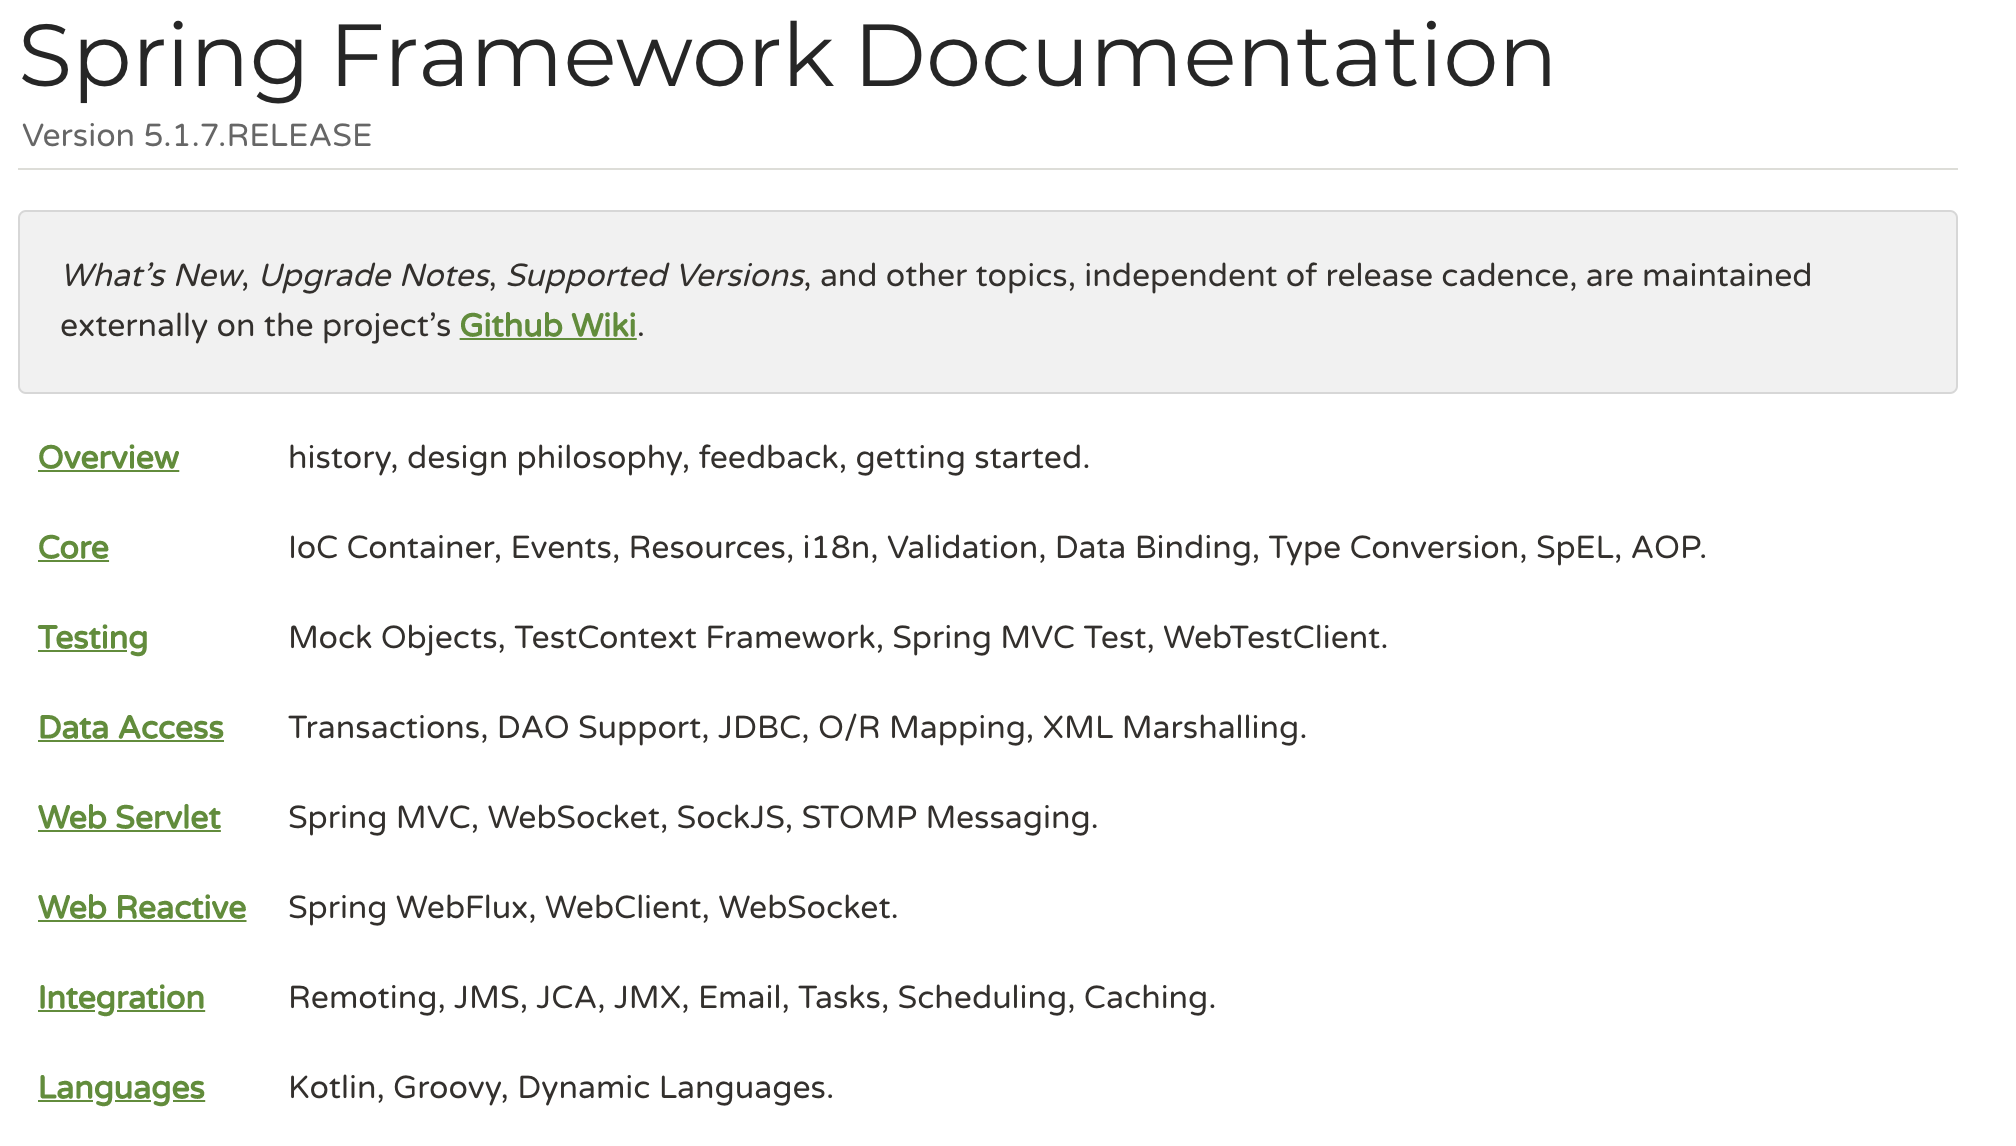 Spring Framework Documentation
Version 5.1.7.RELEASE
What’s New, Upgrade Notes, Supported Versions, and other topics, independent of release cadence, are maintained
externally on the project’s Github Wiki.
Overview history, design philosophy, feedback, getting started.
Core IoC Container, Events, Resources, i18n, Validation, Data Binding, Type Conversion, SpEL, AOP.
Testing Mock Objects, TestContext Framework, Spring MVC Test, WebTestClient.
Data Access Transactions, DAO Support, JDBC, O/R Mapping, XML Marshalling.
Web Servlet Spring MVC, WebSocket, SockJS, STOMP Messaging.
Web Reactive Spring WebFlux, WebClient, WebSocket.
Integration Remoting, JMS, JCA, JMX, Email, Tasks, Scheduling, Caching.
Languages Kotlin, Groovy, Dynamic Languages.